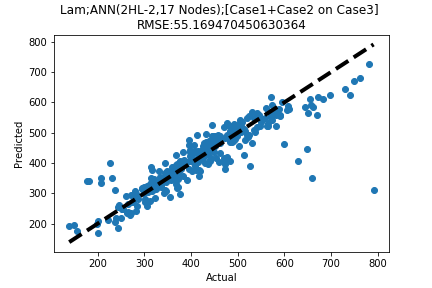 Lam;ANN(2HL-2,17 Nodes);[Case1+Case2 on Case3]
RMSE:55.169470450630364
800
700
600
500
400
300
200
Predicted
200 300 400 500 600 700 800
Actual